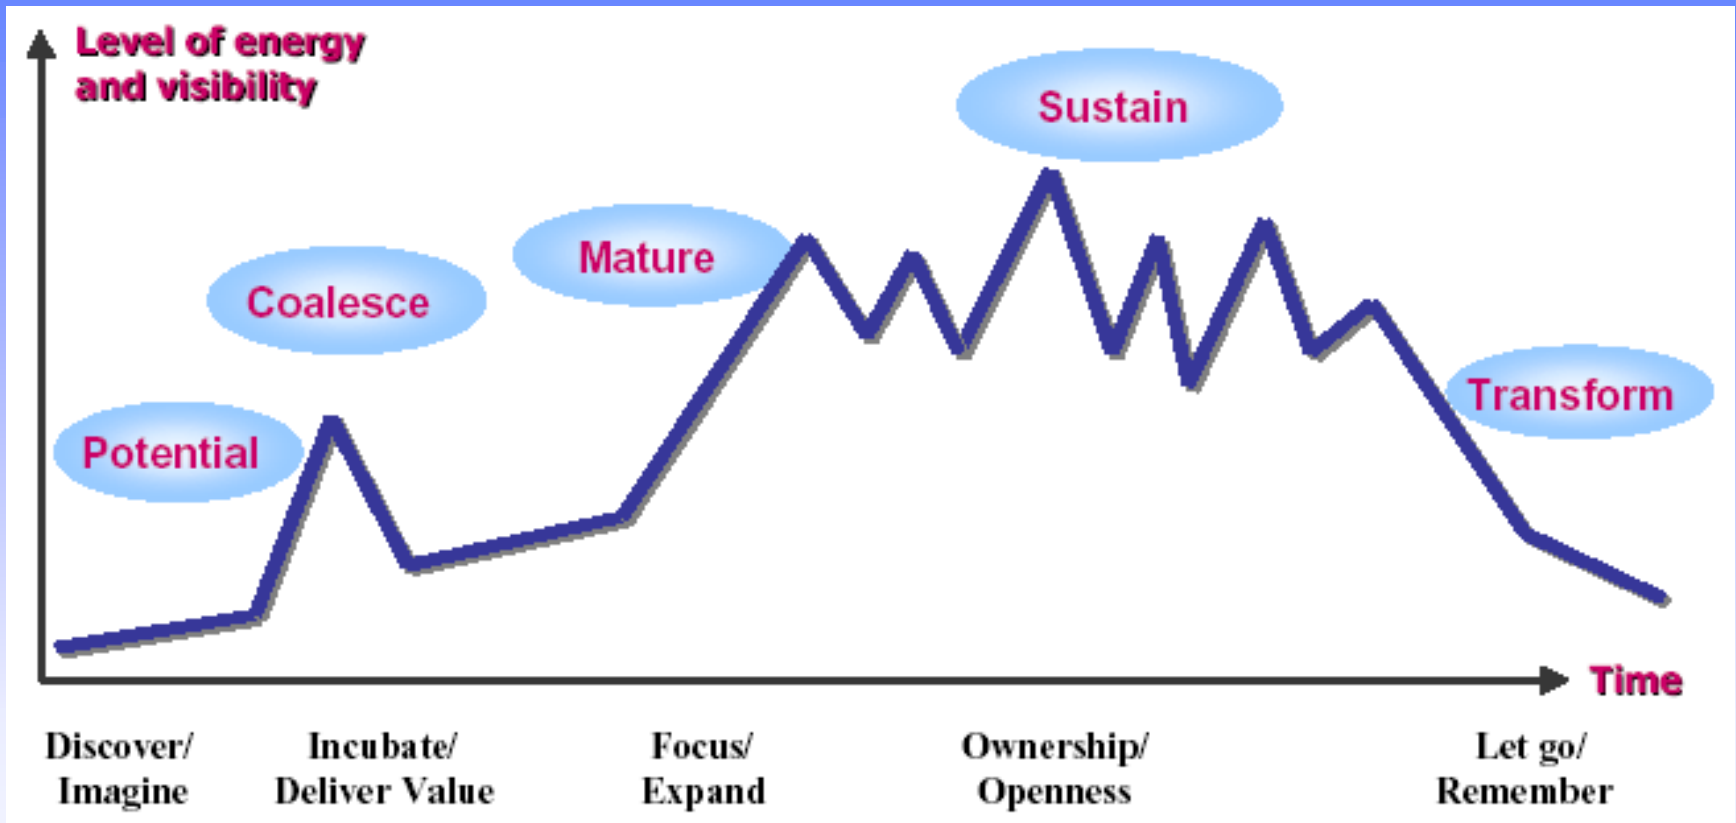 Level of energy
and visibility
Sustain
Mature
Coalesce
Transform
Potential
Time
Discover/
Imagine
Incubate/
Deliver Value
Focus/
Expand
Ownership/
Openness
Let go/
Remember